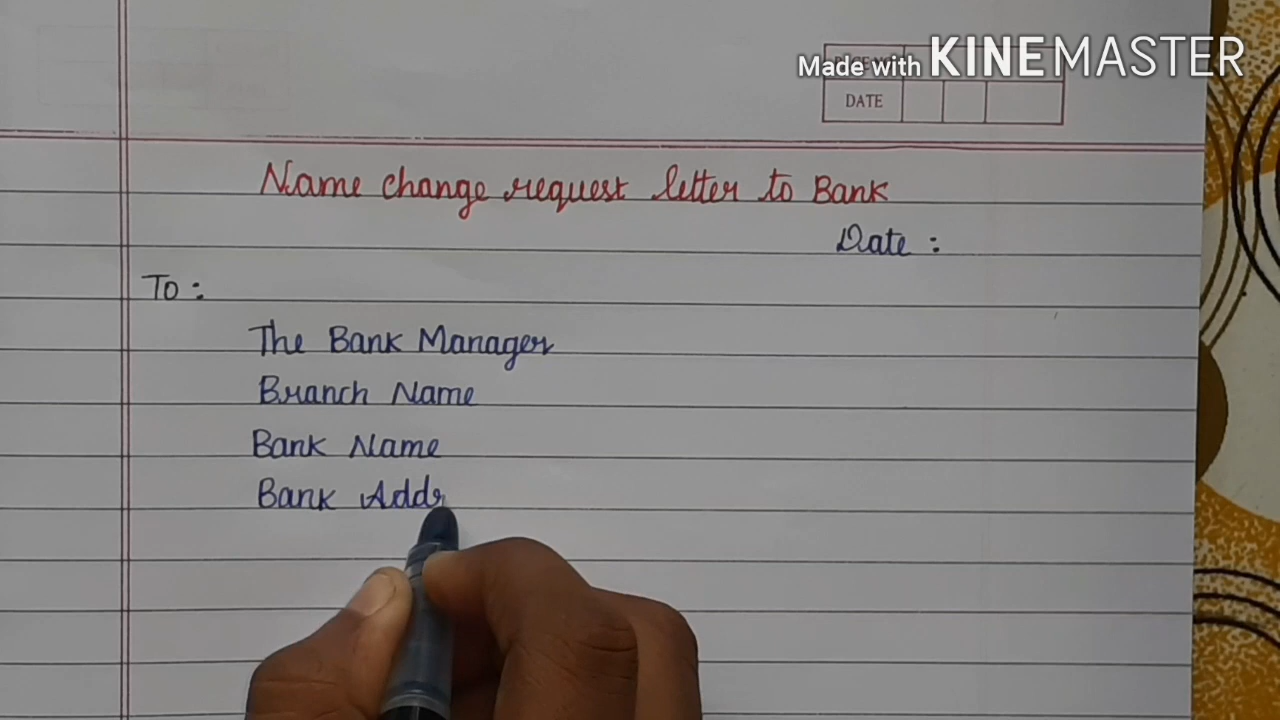 Made with KINEMASTER
DATE
Name change request letter to Bank
Date :
To :
The Bank Manager
Branch Name
Bank Name
Bank Addr